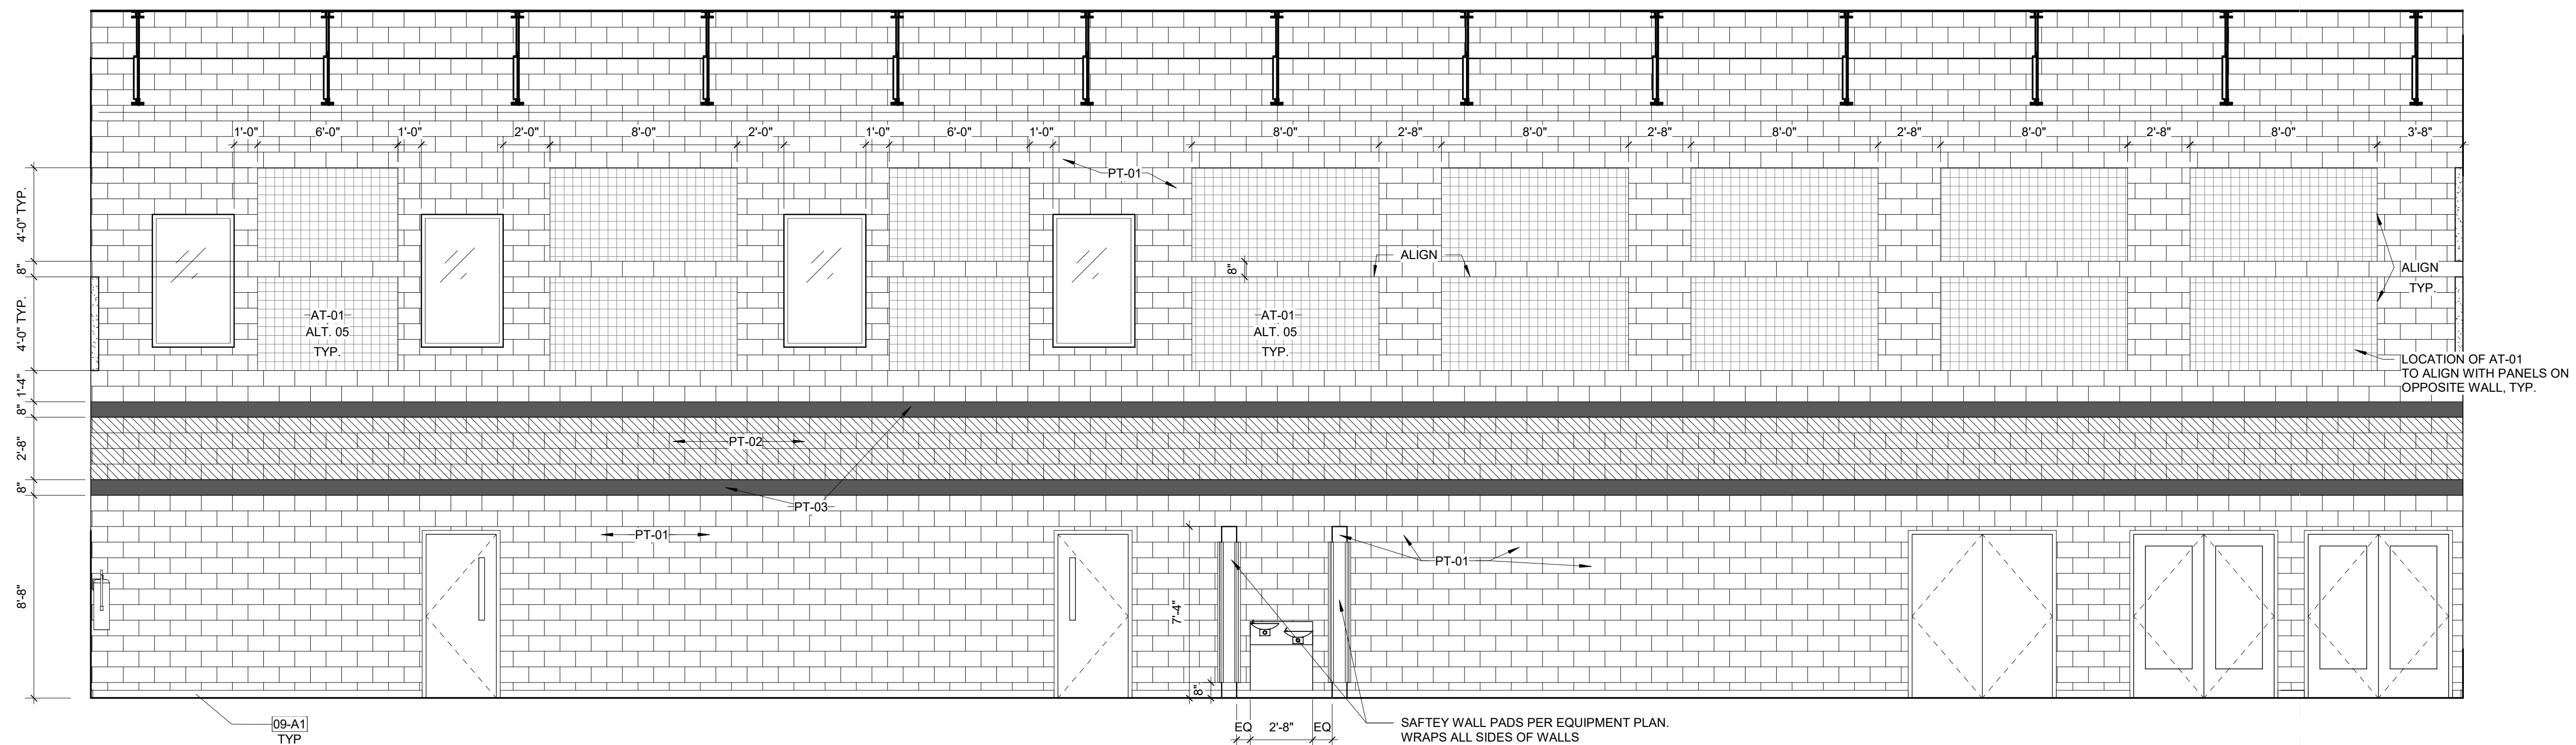 1'-0" 6'-0" 1'-0" 2'-0" 8'-0" 2'-0" 1'-0" 6'-0" 1'-0" 8'-0" 2'-8" 8'-0" 2'-8" 8'-0" 2'-8" 8'-0" 2'-8" 8'-0" 3'-8"
PT-01
4'-0" TYP.
8"
4'-0" TYP.
1'-4"
8"
2'-8"
8"
8'-8"
ALIGN
8"
ALIGN
TYP.
AT-01
ALT. 05
TYP.
AT-01
ALT. 05
TYP.
LOCATION OF AT-01
TO ALIGN WITH PANELS ON
OPPOSITE WALL, TYP.
PT-02
PT-03
PT-01
PT-01
7'-4"
8"
09-A1
TYP
EQ 2'-8" EQ
SAFTEY WALL PADS PER EQUIPMENT PLAN.
WRAPS ALL SIDES OF WALLS